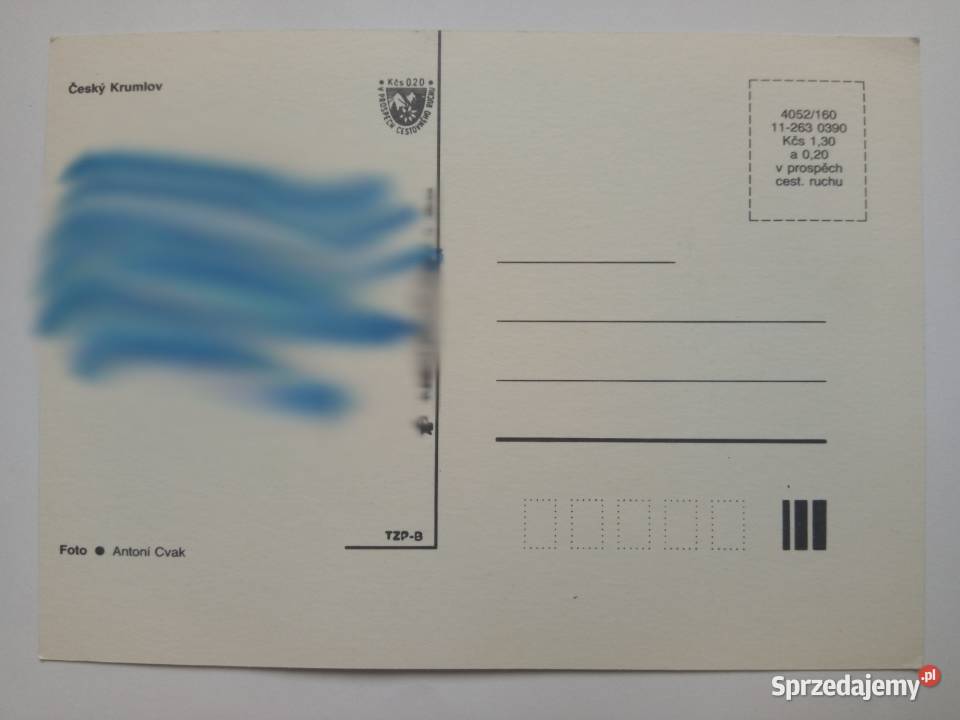 Český Krumlov
Kčs 0,20
V PROSPĚCH CESTOVNÉHO RUCHU
4052/160
11-263 0390
Kčs 1,30
a 0,20
v prospěch
cest. ruchu
TZP-B
Foto ● Antoní Cvak
Sprzedajemy.pl